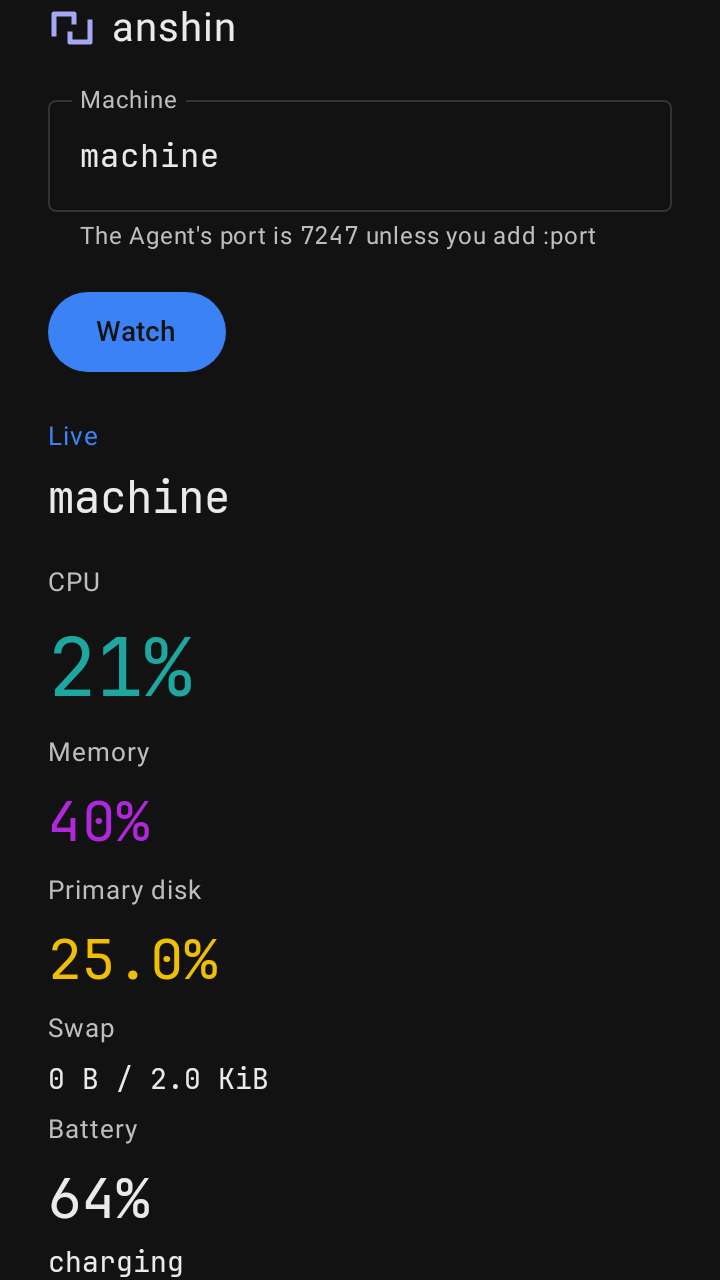 anshin
Machine
machine
The Agent's port is 7247 unless you add :port
Watch
Live
machine
CPU
21%
Memory
40%
Primary disk
25.0%
Swap
0 B / 2.0 KiB
Battery
64%
charging